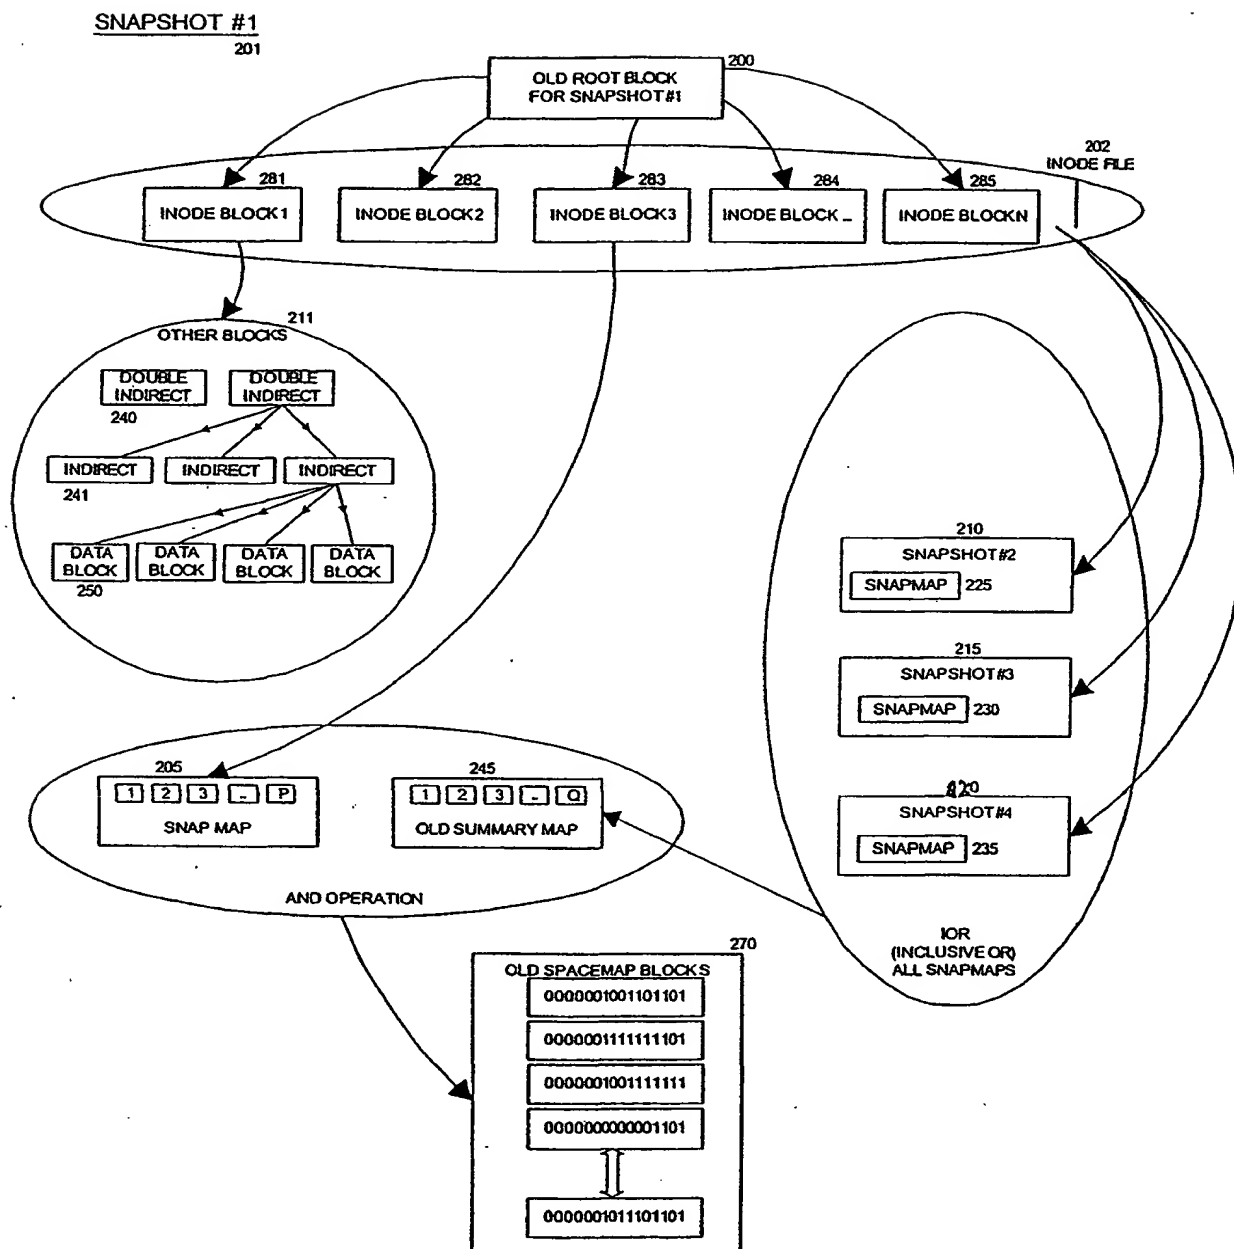 SNAPSHOT #1
201
200
OLD ROOT BLOCK
FOR SNAPSHOT#1
202
INODE FILE
281
INODE BLOCK1
282
INODE BLOCK2
283
INODE BLOCK3
284
INODE BLOCK ...
285
INODE BLOCKN
211
OTHER BLOCKS
DOUBLE
INDIRECT
DOUBLE
INDIRECT
240
INDIRECT
INDIRECT
INDIRECT
241
DATA
BLOCK
DATA
BLOCK
DATA
BLOCK
DATA
BLOCK
250
210
SNAPSHOT#2
SNAPMAP
225
215
SNAPSHOT#3
SNAPMAP
230
SNAPSHOT#4
SNAPMAP
235
IOR
(INCLUSIVE OR)
ALL SNAPMAPS
205
1 2 3 ... P
SNAP MAP
245
1 2 3 ... Q
OLD SUMMARY MAP
AND OPERATION
270
OLD SPACEMAP BLOCKS
0000001001101101
0000001111111101
0000001001111111
0000000000001101
0000001011101101